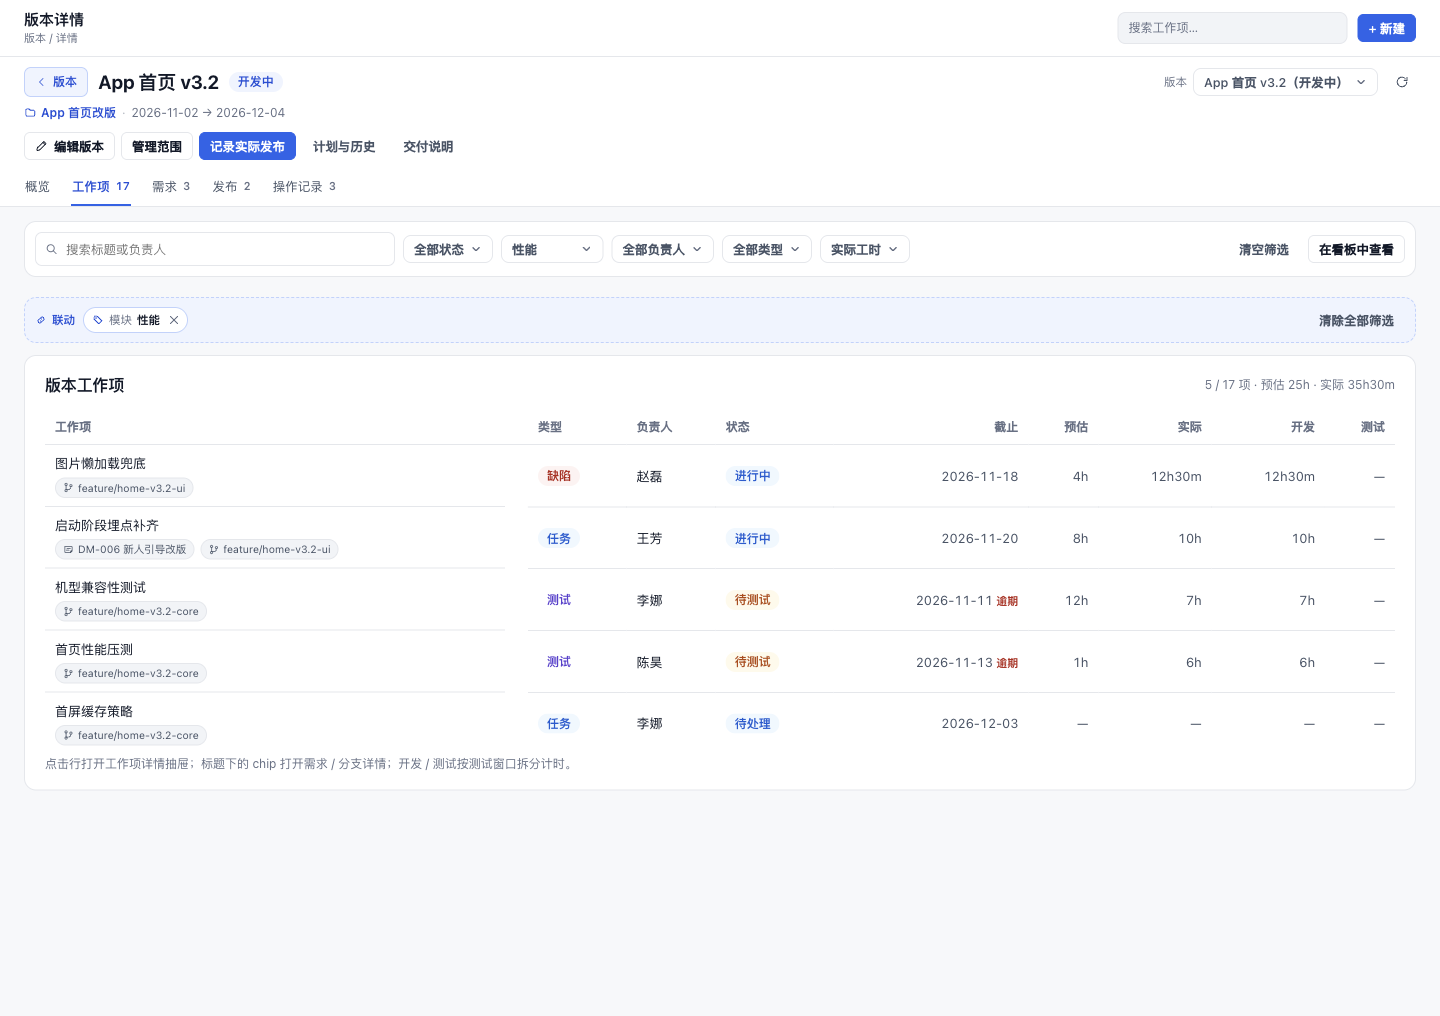 版本详情
版本 / 详情
搜索工作项...
+ 新建
版本
App 首页 v3.2
开发中
版本
App 首页 v3.2（开发中）
App 首页改版 · 2026-11-02 → 2026-12-04
编辑版本
管理范围
记录实际发布
计划与历史
交付说明
概览
工作项 17
需求 3
发布 2
操作记录 3
搜索标题或负责人
全部状态
性能
全部负责人
全部类型
实际工时
清空筛选
在看板中查看
联动
模块 性能
清除全部筛选
版本工作项
5 / 17 项 · 预估 25h · 实际 35h30m
工作项 类型 负责人 状态 截止 预估 实际 开发 测试
图片懒加载兜底
feature/home-v3.2-ui
缺陷 赵磊 进行中 2026-11-18 4h 12h30m 12h30m —
启动阶段埋点补齐
DM-006 新人引导改版 feature/home-v3.2-ui
任务 王芳 进行中 2026-11-20 8h 10h 10h —
机型兼容性测试
feature/home-v3.2-core
测试 李娜 待测试 2026-11-11 逾期 12h 7h 7h —
首页性能压测
feature/home-v3.2-core
测试 陈昊 待测试 2026-11-13 逾期 1h 6h 6h —
首屏缓存策略
feature/home-v3.2-core
任务 李娜 待处理 2026-12-03 — — — —
点击行打开工作项详情抽屉；标题下的 chip 打开需求 / 分支详情；开发 / 测试按测试窗口拆分计时。